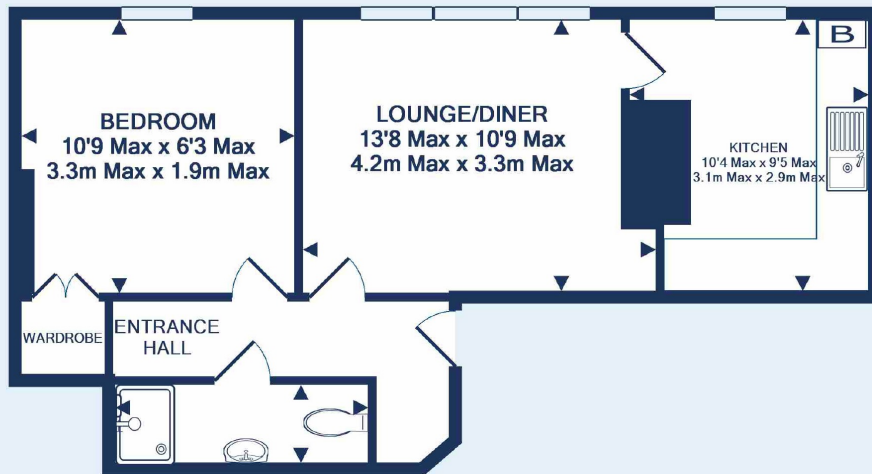 BEDROOM
10'9 Max x 6'3 Max
3.3m Max x 1.9m Max
LOUNGE/DINER
13'8 Max x 10'9 Max
4.2m Max x 3.3m Max
B
KITCHEN
10'4 Max x 9'5 Max
3.1m Max x 2.9m Max
WARDROBE
ENTRANCE
HALL